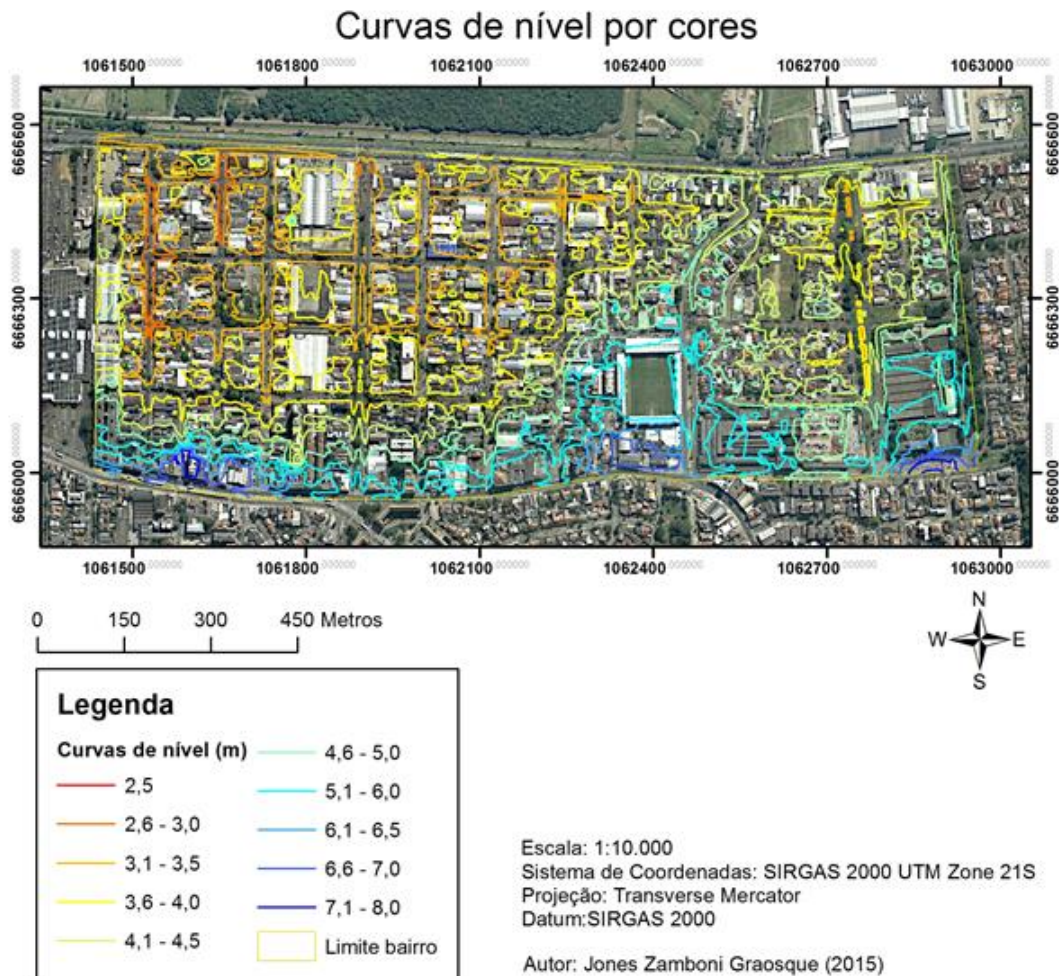 Curvas de nível por cores
1061500 1061800 1062100 1062400 1062700 1063000
6666600 6666600
6666300 6666300
6666000 6666000
1061500 1061800 1062100 1062400 1062700 1063000
0 150 300 450 Metros
N
W E
S
Legenda
Curvas de nível (m)
2,5
2,6 - 3,0
3,1 - 3,5
3,6 - 4,0
4,1 - 4,5
4,6 - 5,0
5,1 - 6,0
6,1 - 6,5
6,6 - 7,0
7,1 - 8,0
Limite bairro
Escala: 1:10.000
Sistema de Coordenadas: SIRGAS 2000 UTM Zone 21S
Projeção: Transverse Mercator
Datum:SIRGAS 2000
Autor: Jones Zamboni Graosque (2015)